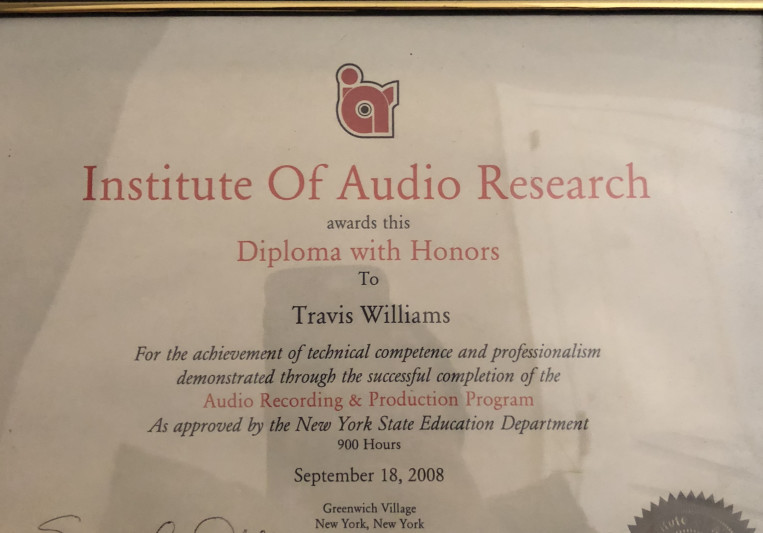 iar
Institute Of Audio Research
awards this
Diploma with Honors
To
Travis Williams
For the achievement of technical competence and professionalism
demonstrated through the successful completion of the
Audio Recording & Production Program
As approved by the New York State Education Department
900 Hours
September 18, 2008
Greenwich Village
New York, New York